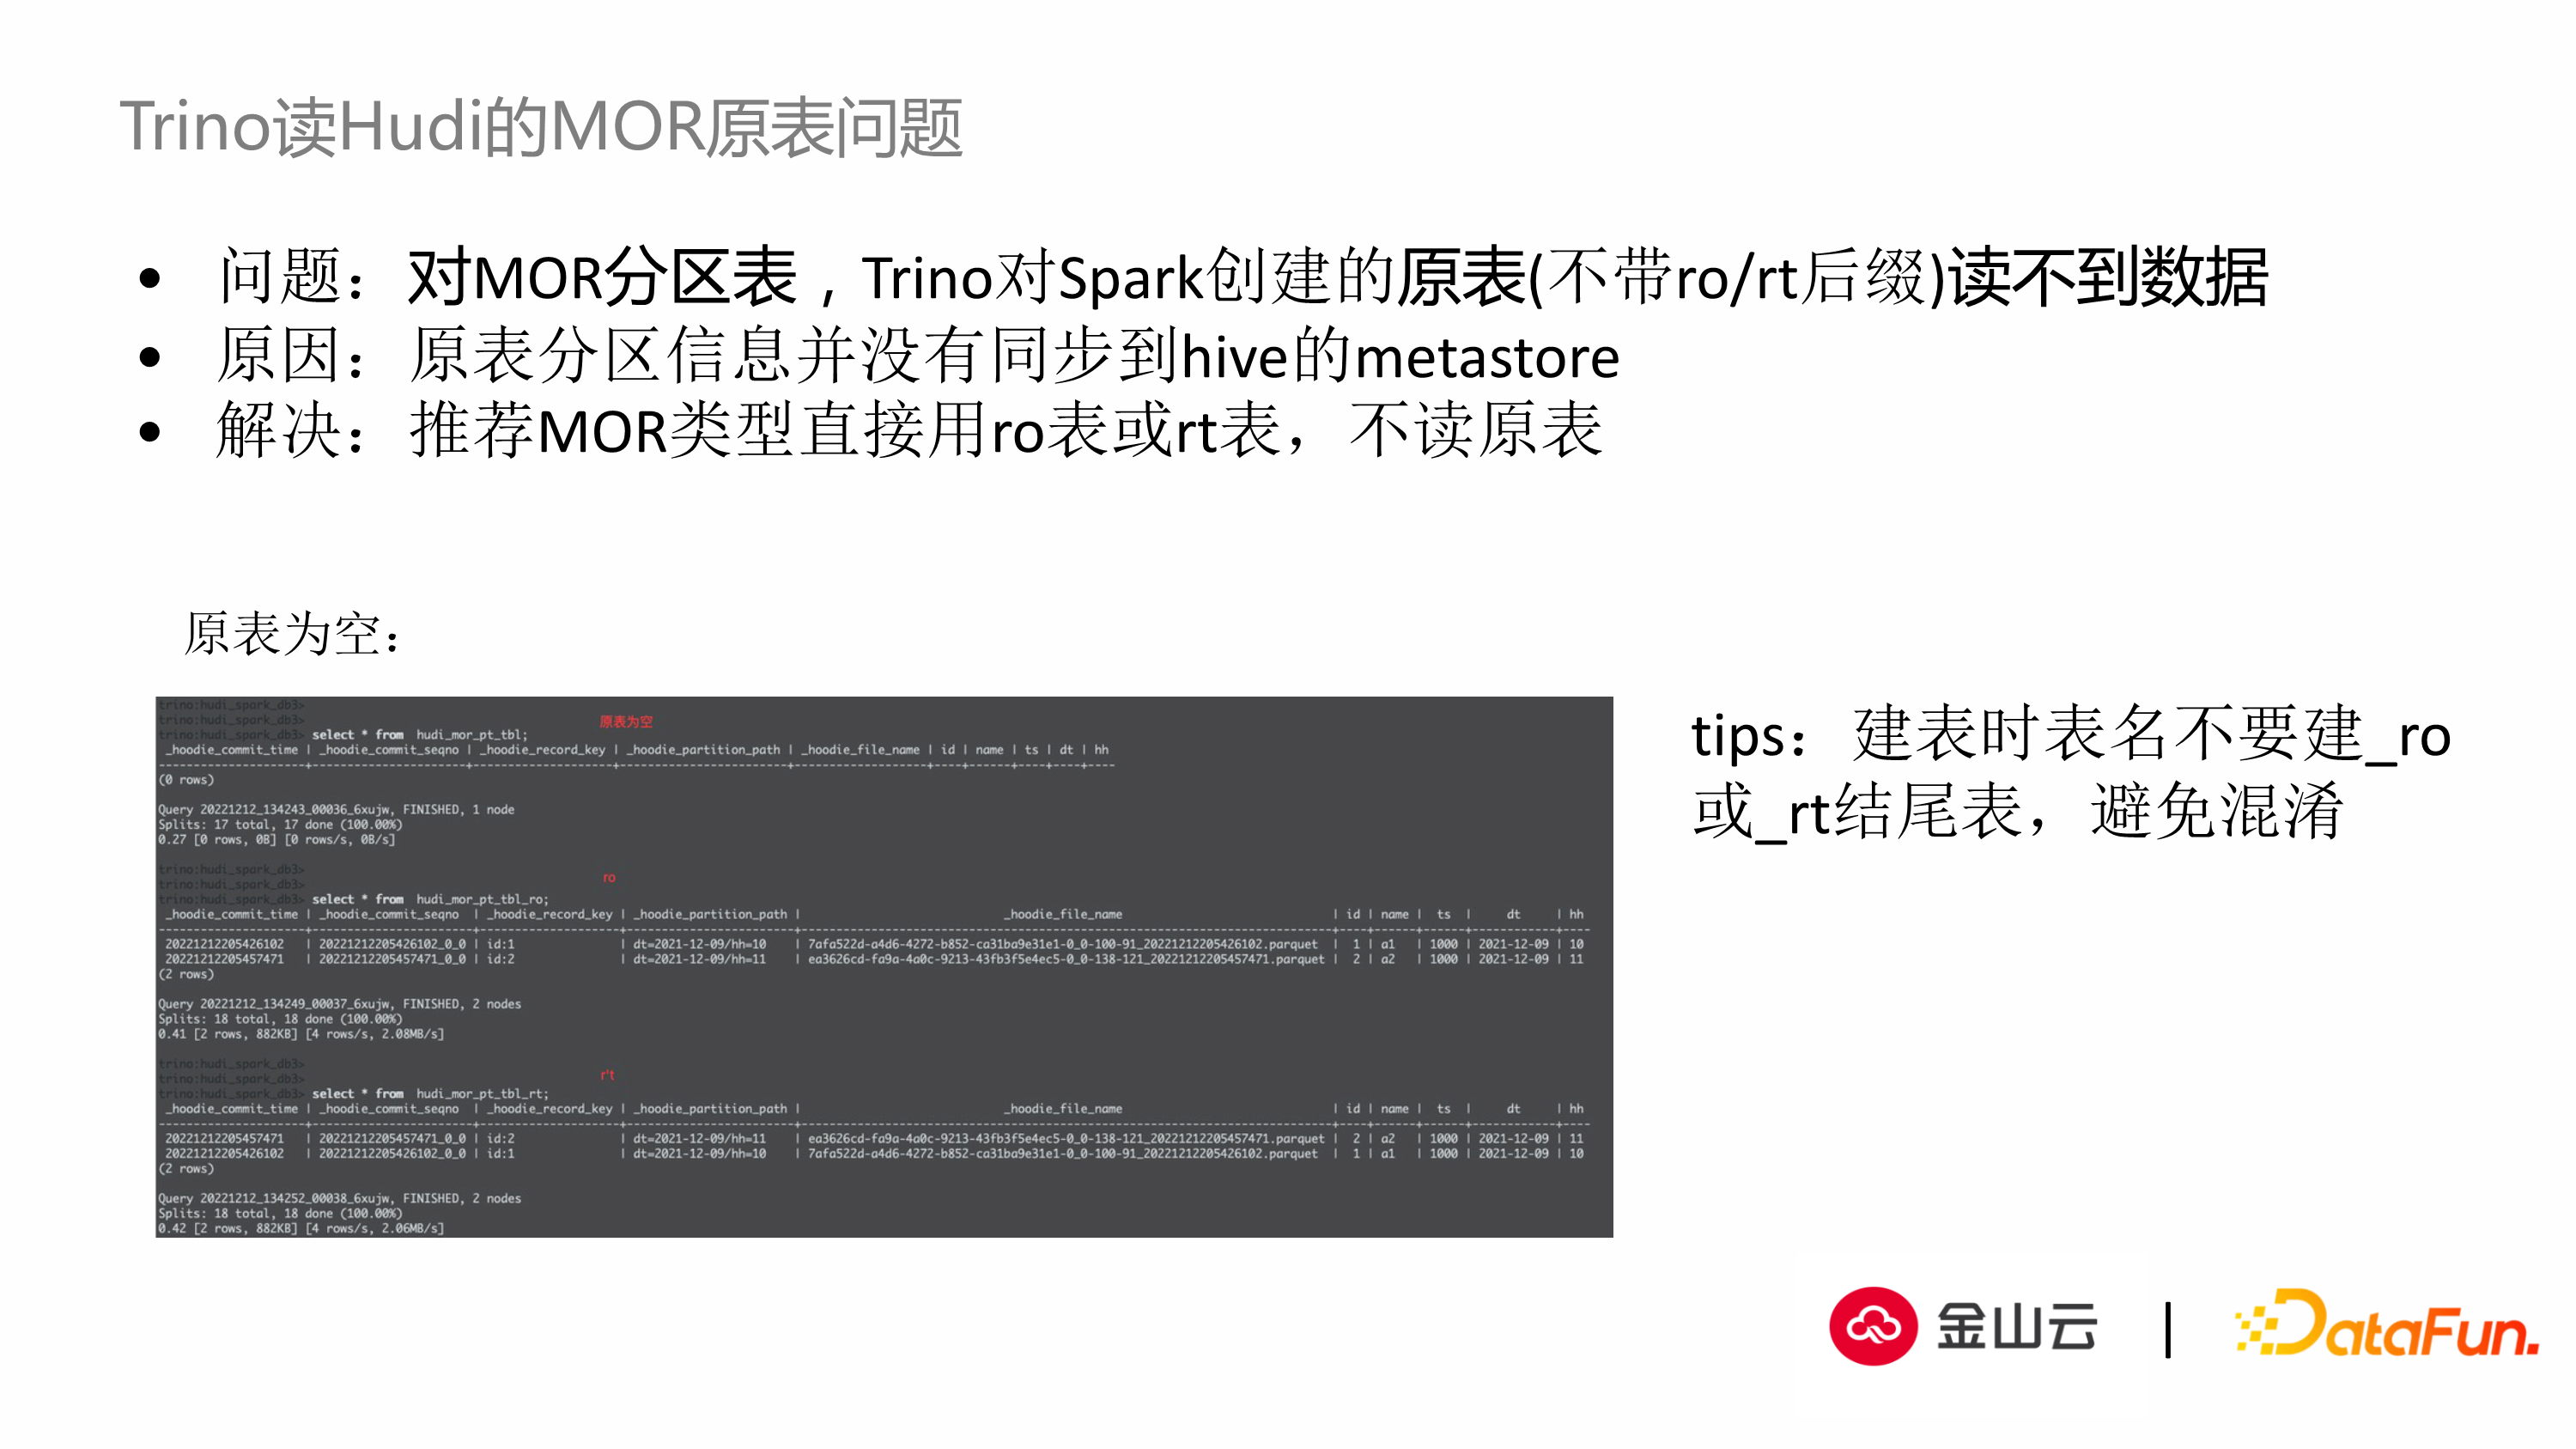 Trino读Hudi的MOR原表问题
• 问题：对MOR分区表，Trino对Spark创建的原表(不带ro/rt后缀)读不到数据
• 原因：原表分区信息并没有同步到hive的metastore
• 解决：推荐MOR类型直接用ro表或rt表，不读原表
原表为空：
trino:hudi_spark_db3>
trino:hudi_spark_db3> 原表为空
trino:hudi_spark_db3> select * from hudi_mor_pt_tbl;
_hoodie_commit_time | _hoodie_commit_seqno | _hoodie_record_key | _hoodie_partition_path | _hoodie_file_name | id | name | ts | dt | hh
(0 rows)
Query 20221212_134243_00036_6xujw, FINISHED, 1 node
Splits: 17 total, 17 done (100.00%)
0.27 [0 rows, 0B] [0 rows/s, 0B/s]
trino:hudi_spark_db3>
trino:hudi_spark_db3> ro
trino:hudi_spark_db3> select * from hudi_mor_pt_tbl_ro;
_hoodie_commit_time | _hoodie_commit_seqno | _hoodie_record_key | _hoodie_partition_path | _hoodie_file_name | id | name | ts | dt | hh
20221212205426102 | 20221212205426102_0_0 | id:1 | dt=2021-12-09/hh=10 | 7afa522d-a4d6-4272-b852-ca31ba9e31e1-0_0-100-91_20221212205426102.parquet | 1 | a1 | 1000 | 2021-12-09 | 10
20221212205457471 | 20221212205457471_0_0 | id:2 | dt=2021-12-09/hh=11 | ea3626cd-fa9a-4a0c-9213-43fb3f5e4ec5-0_0-138-121_20221212205457471.parquet | 2 | a2 | 1000 | 2021-12-09 | 11
(2 rows)
Query 20221212_134249_00037_6xujw, FINISHED, 2 nodes
Splits: 18 total, 18 done (100.00%)
0.41 [2 rows, 882KB] [4 rows/s, 2.08MB/s]
trino:hudi_spark_db3>
trino:hudi_spark_db3> r't
trino:hudi_spark_db3> select * from hudi_mor_pt_tbl_rt;
_hoodie_commit_time | _hoodie_commit_seqno | _hoodie_record_key | _hoodie_partition_path | _hoodie_file_name | id | name | ts | dt | hh
20221212205457471 | 20221212205457471_0_0 | id:2 | dt=2021-12-09/hh=11 | ea3626cd-fa9a-4a0c-9213-43fb3f5e4ec5-0_0-138-121_20221212205457471.parquet | 2 | a2 | 1000 | 2021-12-09 | 11
20221212205426102 | 20221212205426102_0_0 | id:1 | dt=2021-12-09/hh=10 | 7afa522d-a4d6-4272-b852-ca31ba9e31e1-0_0-100-91_20221212205426102.parquet | 1 | a1 | 1000 | 2021-12-09 | 10
(2 rows)
Query 20221212_134252_00038_6xujw, FINISHED, 2 nodes
Splits: 18 total, 18 done (100.00%)
0.42 [2 rows, 882KB] [4 rows/s, 2.06MB/s]
tips：建表时表名不要建_ro
或_rt结尾表，避免混淆
金山云 | DataFun.